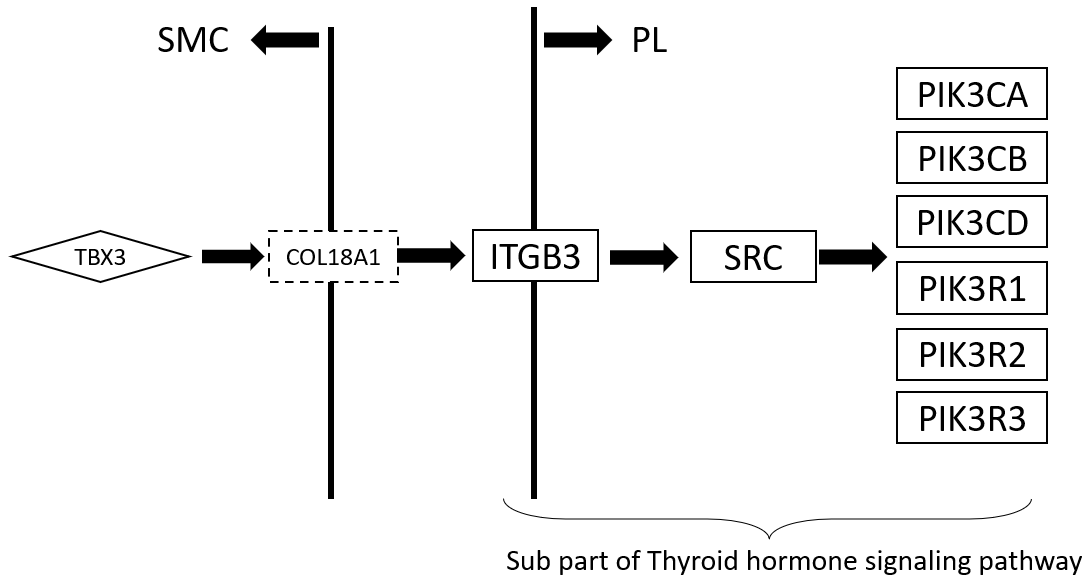 SMC
PL
TBX3
COL18A1
ITGB3
SRC
PIK3CA
PIK3CB
PIK3CD
PIK3R1
PIK3R2
PIK3R3
Sub part of Thyroid hormone signaling pathway